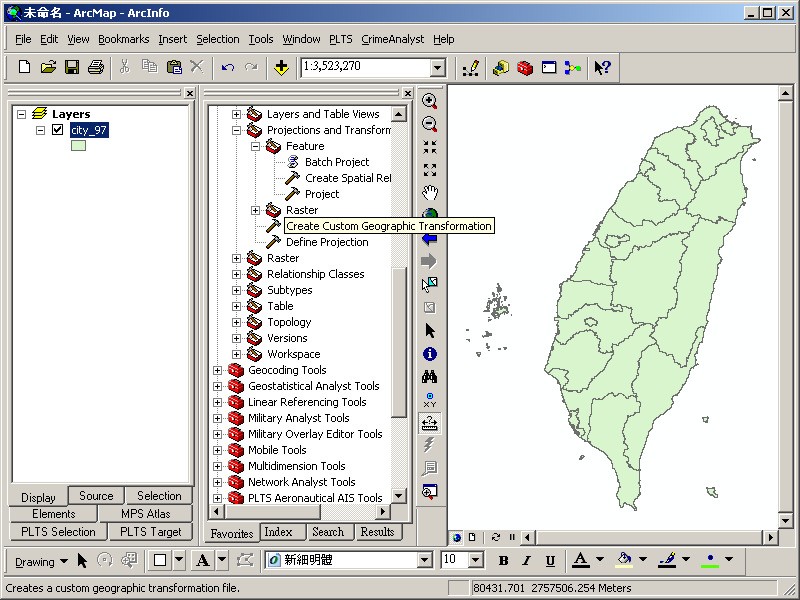 未命名 - ArcMap - ArcInfo
File Edit View Bookmarks Insert Selection Tools Window PLTS CrimeAnalyst Help
1:3,523,270
Layers
city_97
Display Source Selection
Elements MPS Atlas
PLTS Selection PLTS Target
Layers and Table Views
Projections and Transform
Feature
Batch Project
Create Spatial Rel
Project
Raster
Create Custom Geographic Transformation
Define Projection
Raster
Relationship Classes
Subtypes
Table
Topology
Versions
Workspace
Geocoding Tools
Geostatistical Analyst Tools
Linear Referencing Tools
Military Analyst Tools
Military Overlay Editor Tools
Mobile Tools
Multidimension Tools
Network Analyst Tools
PLTS Aeronautical AIS Tools
Favorites Index Search Results
XY
Drawing A 新細明體 10 B I U A
Creates a custom geographic transformation file.
80431.701 2757506.254 Meters